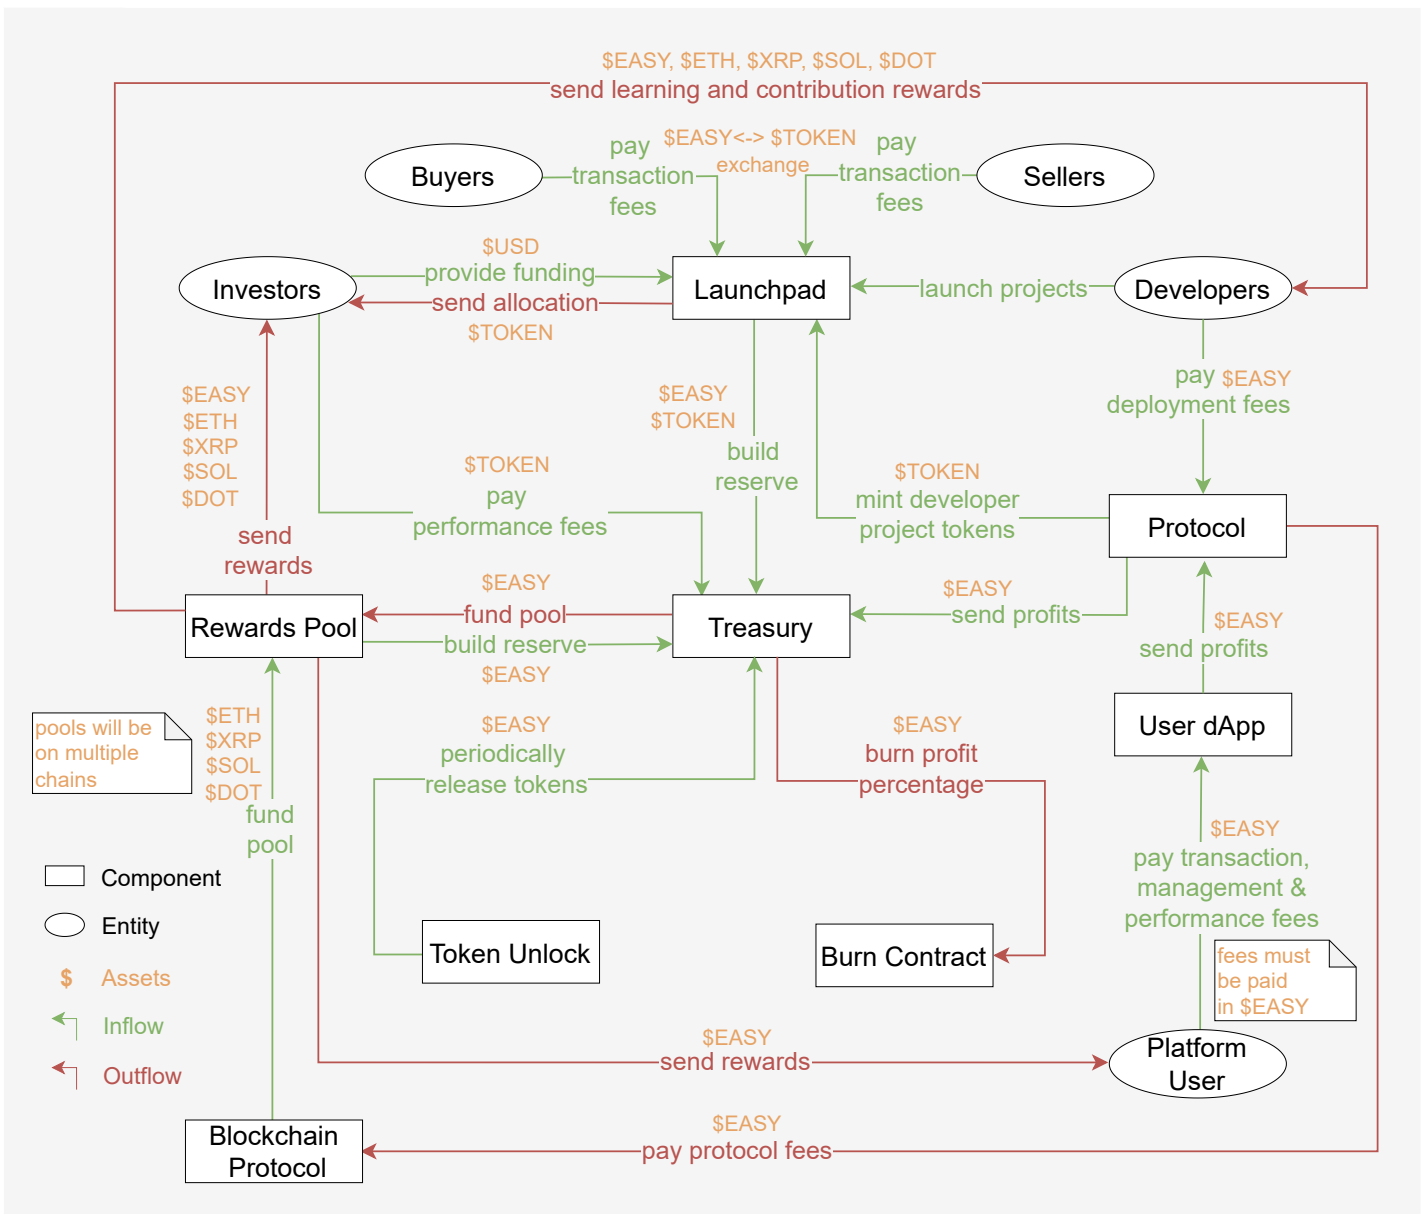 $EASY, $ETH, $XRP, $SOL, $DOT
send learning and contribution rewards
Buyers
pay
transaction
fees
$EASY<-> $TOKEN
exchange
pay
transaction
fees
Sellers
Investors
$USD
provide funding
send allocation
$TOKEN
Launchpad
launch projects
Developers
$EASY
$ETH
$XRP
$SOL
$DOT
send
rewards
$TOKEN
pay
performance fees
$EASY
$TOKEN
build
reserve
$TOKEN
mint developer
project tokens
pay $EASY
deployment fees
Protocol
Rewards Pool
$EASY
fund pool
build reserve
$EASY
Treasury
$EASY
send profits
$EASY
send profits
User dApp
pools will be
on multiple
chains
$ETH
$XRP
$SOL
$DOT
fund
pool
$EASY
periodically
release tokens
$EASY
burn profit
percentage
$EASY
pay transaction,
management &
performance fees
fees must
be paid
in $EASY
Token Unlock
Burn Contract
Component
Entity
$ Assets
Inflow
Outflow
$EASY
send rewards
Platform
User
Blockchain
Protocol
$EASY
pay protocol fees